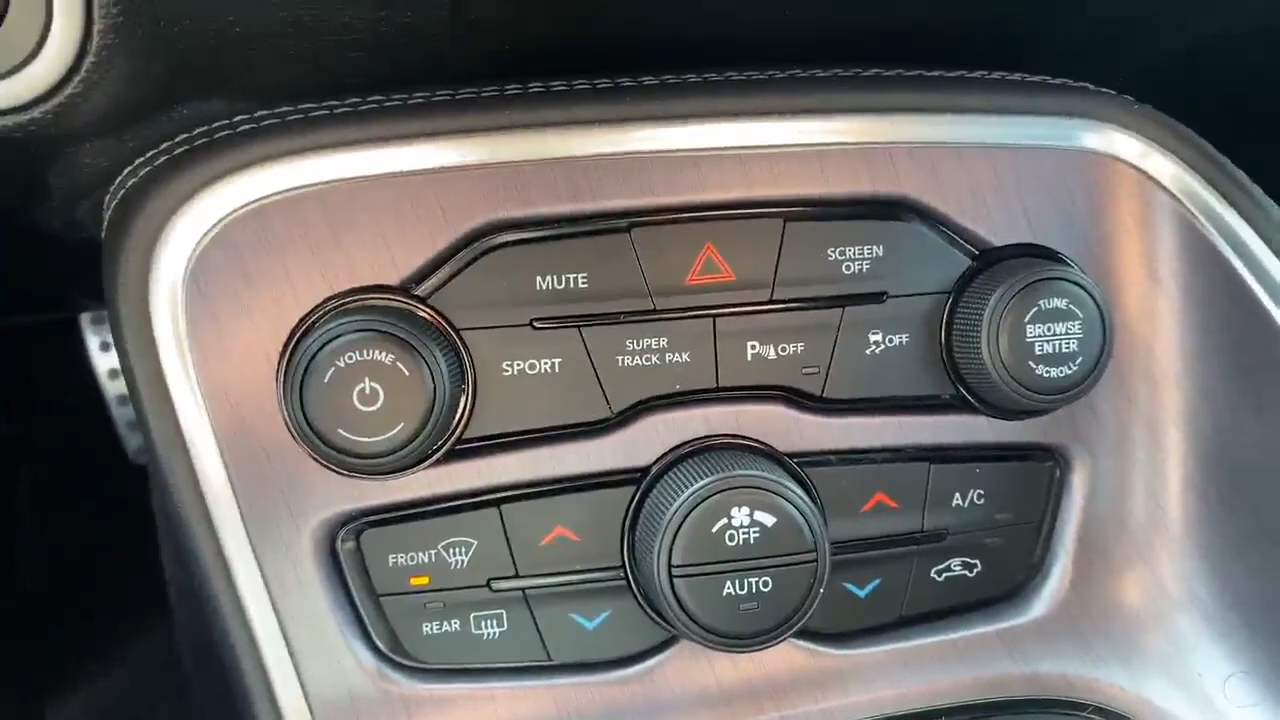 MUTE
SCREEN
OFF
VOLUME
SPORT
SUPER
TRACK PAK
P OFF
OFF
TUNE
BROWSE
ENTER
SCROLL
FRONT
REAR
OFF
AUTO
A/C